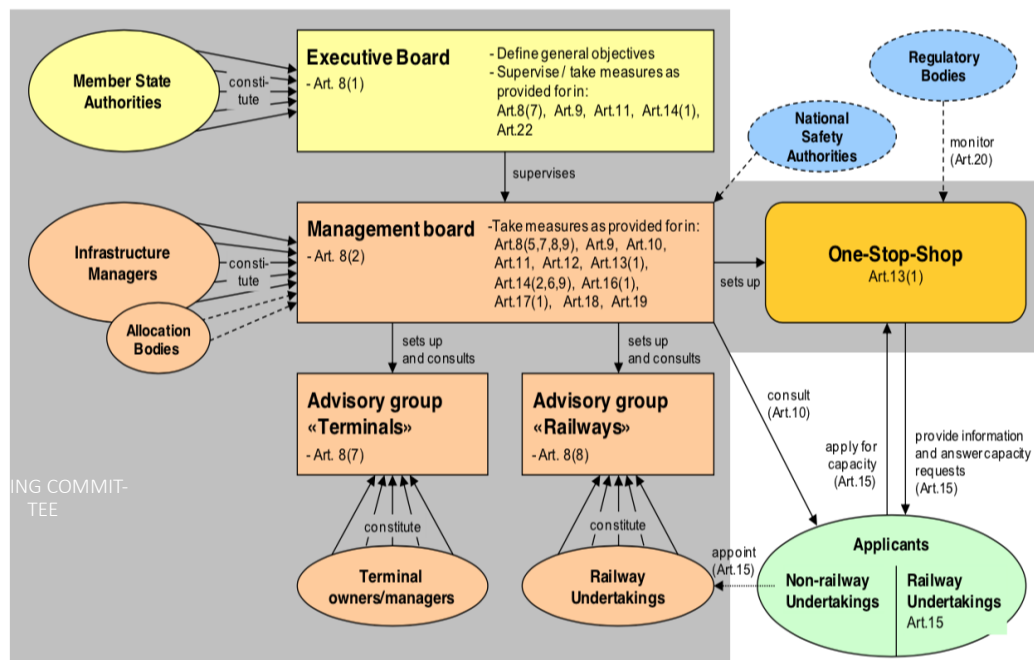 Member State
Authorities
consti-
tute
Executive Board
- Art. 8(1)
- Define general objectives
- Supervise / take measures as
provided for in:
Art.8(7), Art.9, Art.11, Art.14(1),
Art.22
Regulatory
Bodies
National
Safety
Authorities
monitor
(Art.20)
supervises
Infrastructure
Managers
consti-
tute
Allocation
Bodies
Management board
- Art. 8(2)
-Take measures as provided for in:
Art.8(5,7,8,9), Art.9, Art.10,
Art.11, Art.12, Art.13(1),
Art.14(2,6,9), Art.16(1),
Art.17(1), Art.18, Art.19
sets up
One-Stop-Shop
Art.13(1)
sets up
and consults
sets up
and consults
Advisory group
«Terminals»
- Art. 8(7)
Advisory group
«Railways»
- Art. 8(8)
consult
(Art.10)
apply for
capacity
(Art.15)
provide information
and answer capacity
requests
(Art.15)
ING COMMIT-
TEE
constitute
constitute
Terminal
owners/managers
Railway
Undertakings
appoint
(Art.15)
Applicants
Non-railway
Undertakings
Railway
Undertakings
Art.15